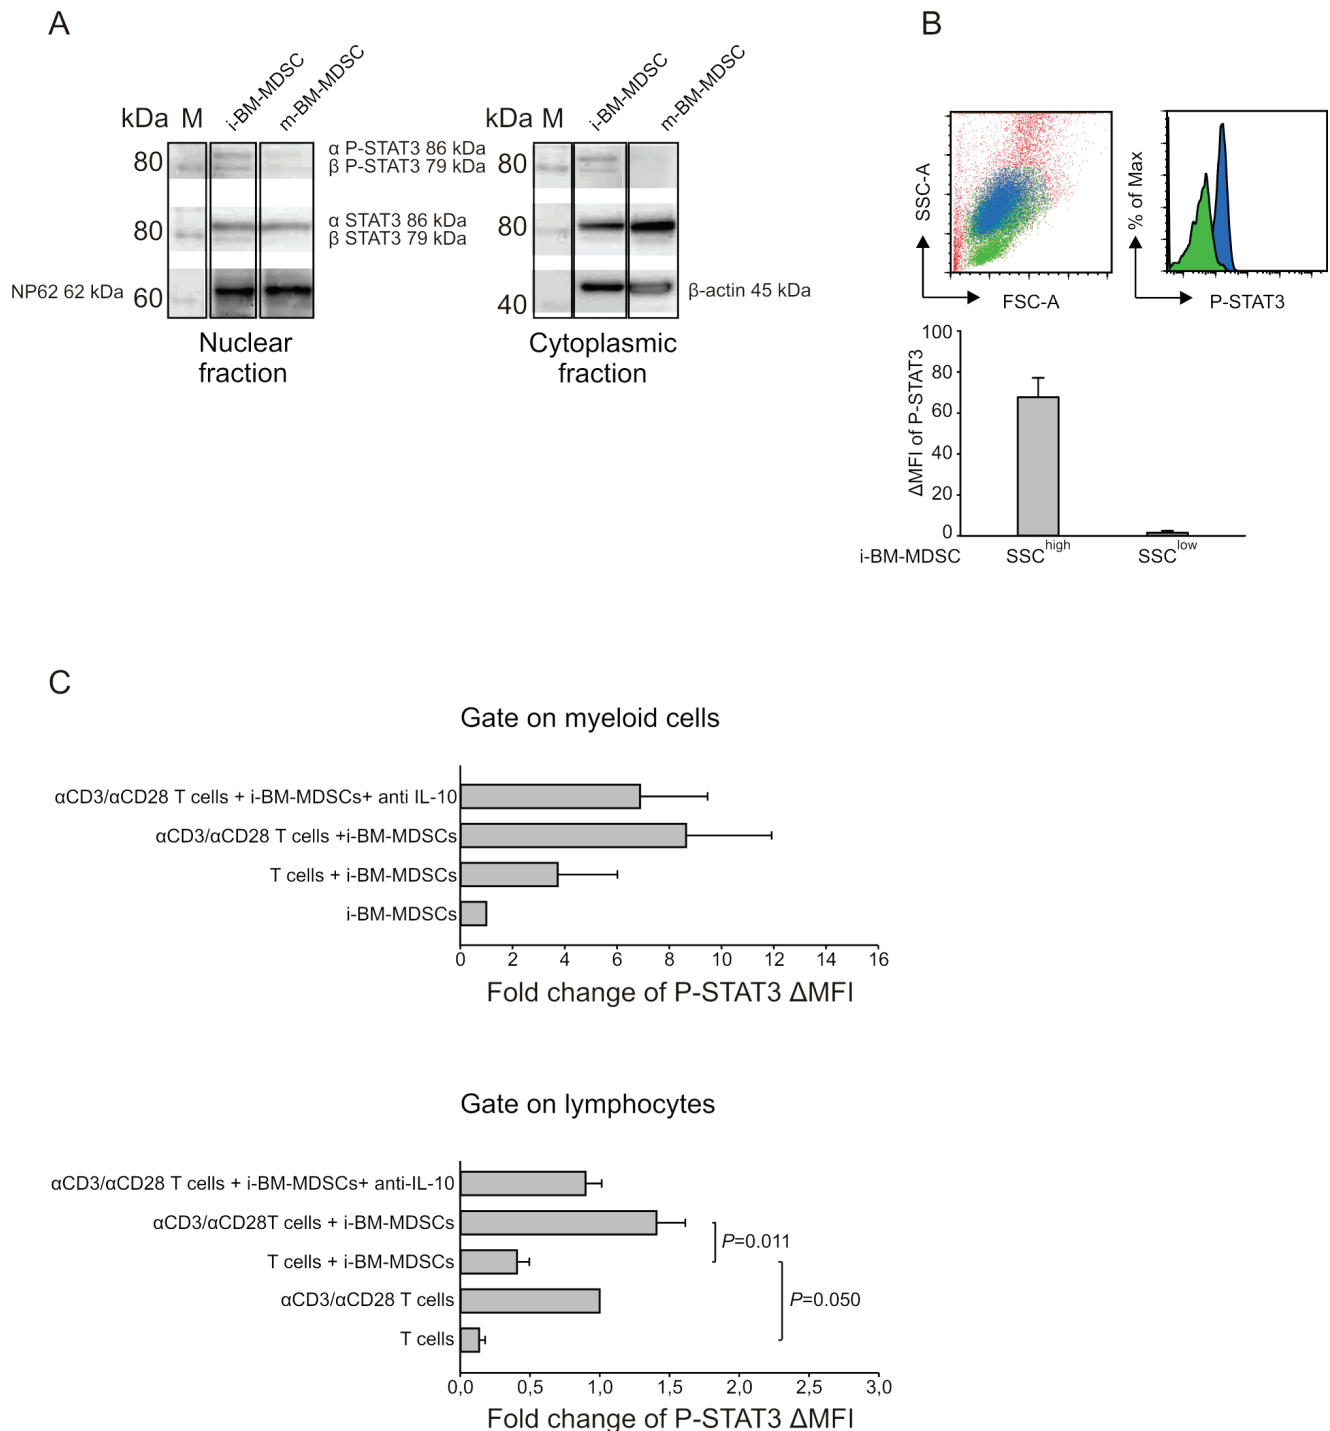 A
kDa M i-BM-MDSC m-BM-MDSC
80
α P-STAT3 86 kDa
β P-STAT3 79 kDa
80
α STAT3 86 kDa
β STAT3 79 kDa
NP62 62 kDa 60
Nuclear
fraction
kDa M i-BM-MDSC m-BM-MDSC
80
80
40 β-actin 45 kDa
Cytoplasmic
fraction
B
SSC-A
FSC-A
% of Max
P-STAT3
ΔMFI of P-STAT3
100
80
60
40
20
0
i-BM-MDSC SSChigh SSClow
C
Gate on myeloid cells
αCD3/αCD28 T cells + i-BM-MDSCs+ anti IL-10
αCD3/αCD28 T cells +i-BM-MDSCs
T cells + i-BM-MDSCs
i-BM-MDSCs
0 2 4 6 8 10 12 14 16
Fold change of P-STAT3 ΔMFI
Gate on lymphocytes
αCD3/αCD28 T cells + i-BM-MDSCs+ anti-IL-10
αCD3/αCD28T cells + i-BM-MDSCs
P=0.011
T cells + i-BM-MDSCs
αCD3/αCD28 T cells
P=0.050
T cells
0,0 0,5 1,0 1,5 2,0 2,5 3,0
Fold change of P-STAT3 ΔMFI